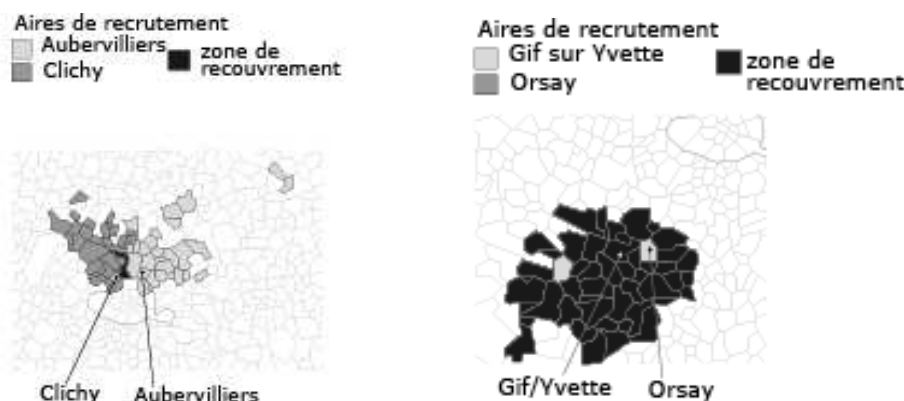 Aires de recrutement
Aubervilliers
Clichy
zone de
recouvrement
Clichy
Aubervilliers
Aires de recrutement
Gif sur Yvette
Orsay
zone de
recouvrement
Gif/Yvette
Orsay